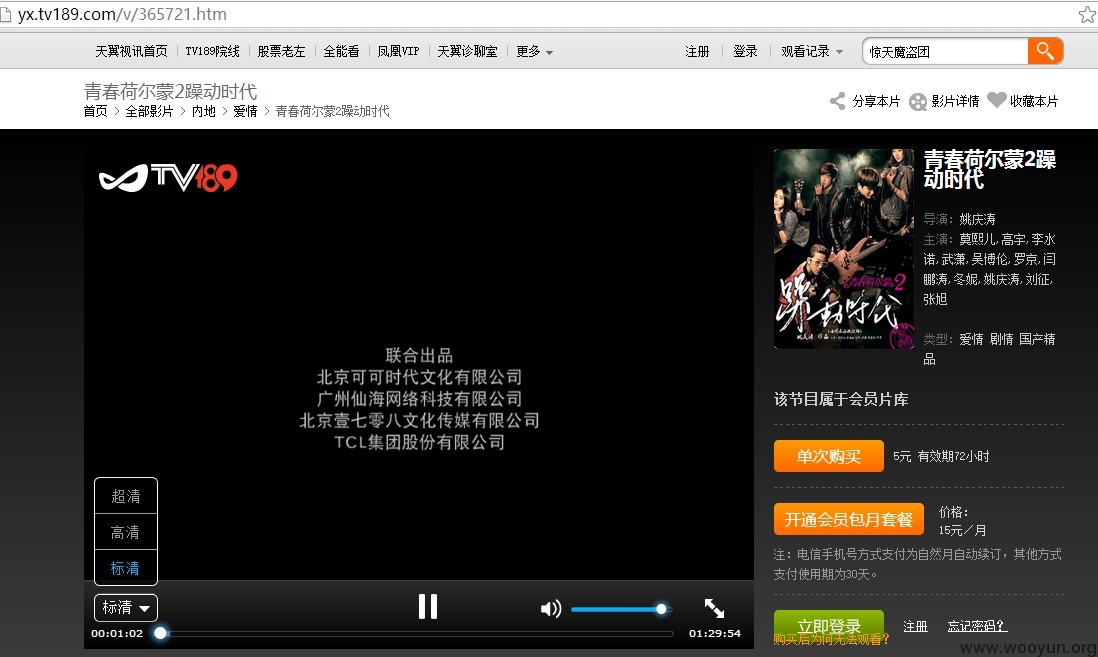 yx.tv189.com/v/365721.htm
天翼视讯首页 TV189院线 股票老左 全能看 凤凰VIP 天翼诊聊室 更多 注册 登录 观看记录 惊天魔盗团
青春荷尔蒙2躁动时代
首页 > 全部影片 > 内地 > 爱情 > 青春荷尔蒙2躁动时代
分享本片 影片详情 收藏本片
TV189
联合出品
北京可可时代文化有限公司
广州仙海网络科技有限公司
北京壹七零八文化传媒有限公司
TCL集团股份有限公司
超清
高清
标清
标清
00:01:02
01:29:54
青春荷尔蒙2
躁动时代
青春荷尔蒙2躁
动时代
导演：姚庆涛
主演：莫熙儿,高宇,李水
诺,武潇,吴博伦,罗京,闫
鹏涛,冬妮,姚庆涛,刘征,
张旭
类型：爱情 剧情 国产精
品
该节目属于会员片库
单次购买 5元 有效期72小时
开通会员包月套餐 价格：
15元／月
注：电信手机号方式支付为自然月自动续订，其他方式
支付使用期为30天。
立即登录 注册 忘记密码？
购买后为何无法观看？
www.wooyun.org